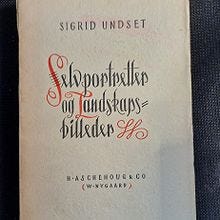 SIGRID UNDSET
Selvportretter
og Landskaps=
billeder
H·ASCHEHOUG & CO
(W·NYGAARD)